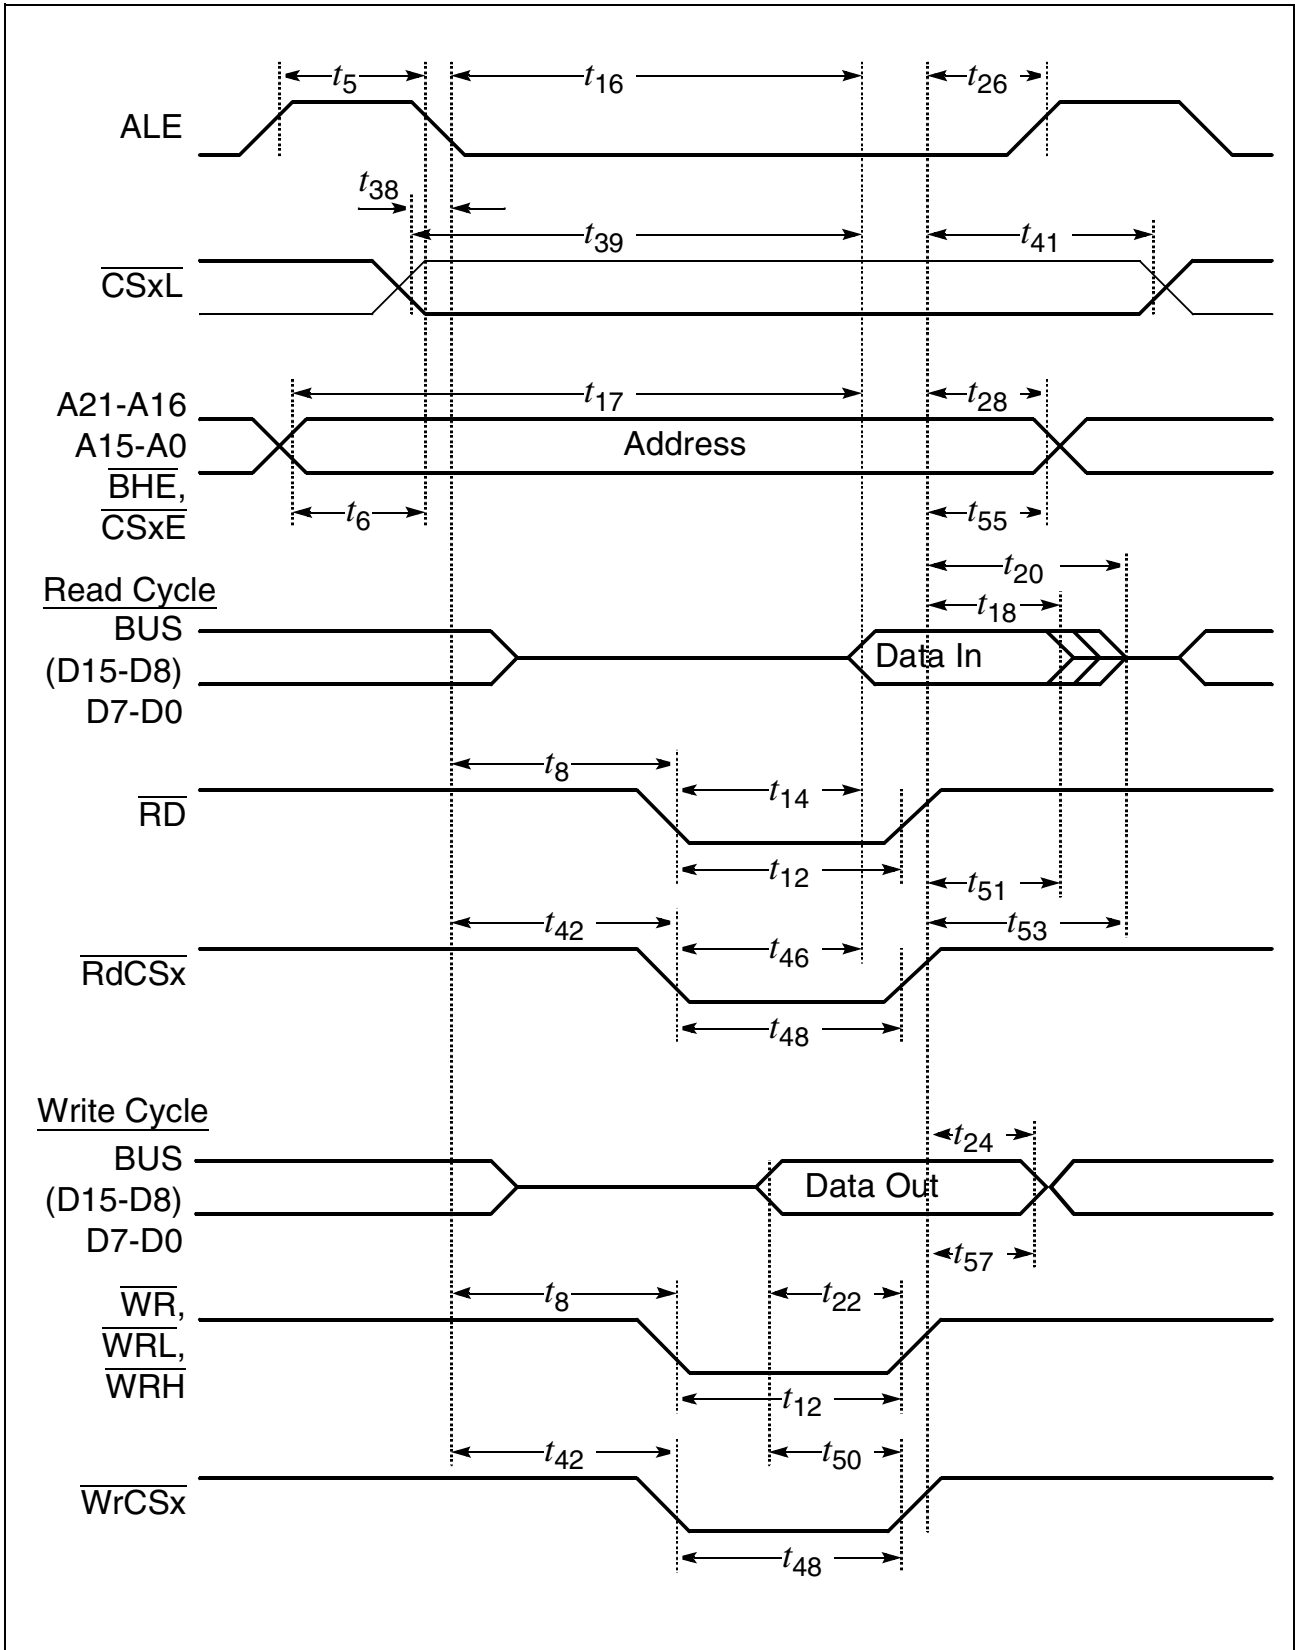 t5 t16 t26
ALE
t38
t39 t41
CSxL
t17 t28
A21-A16
A15-A0
Address
BHE,
CSxE
t6 t55
t20
Read Cycle
t18
BUS
(D15-D8)
D7-D0
Data In
t8
t14
RD
t12
t51
t42 t53
t46
RdCSx
t48
Write Cycle
t24
BUS
(D15-D8)
D7-D0
Data Out
t57
t8 t22
WR,
WRL,
WRH
t12
t42 t50
WrCSx
t48